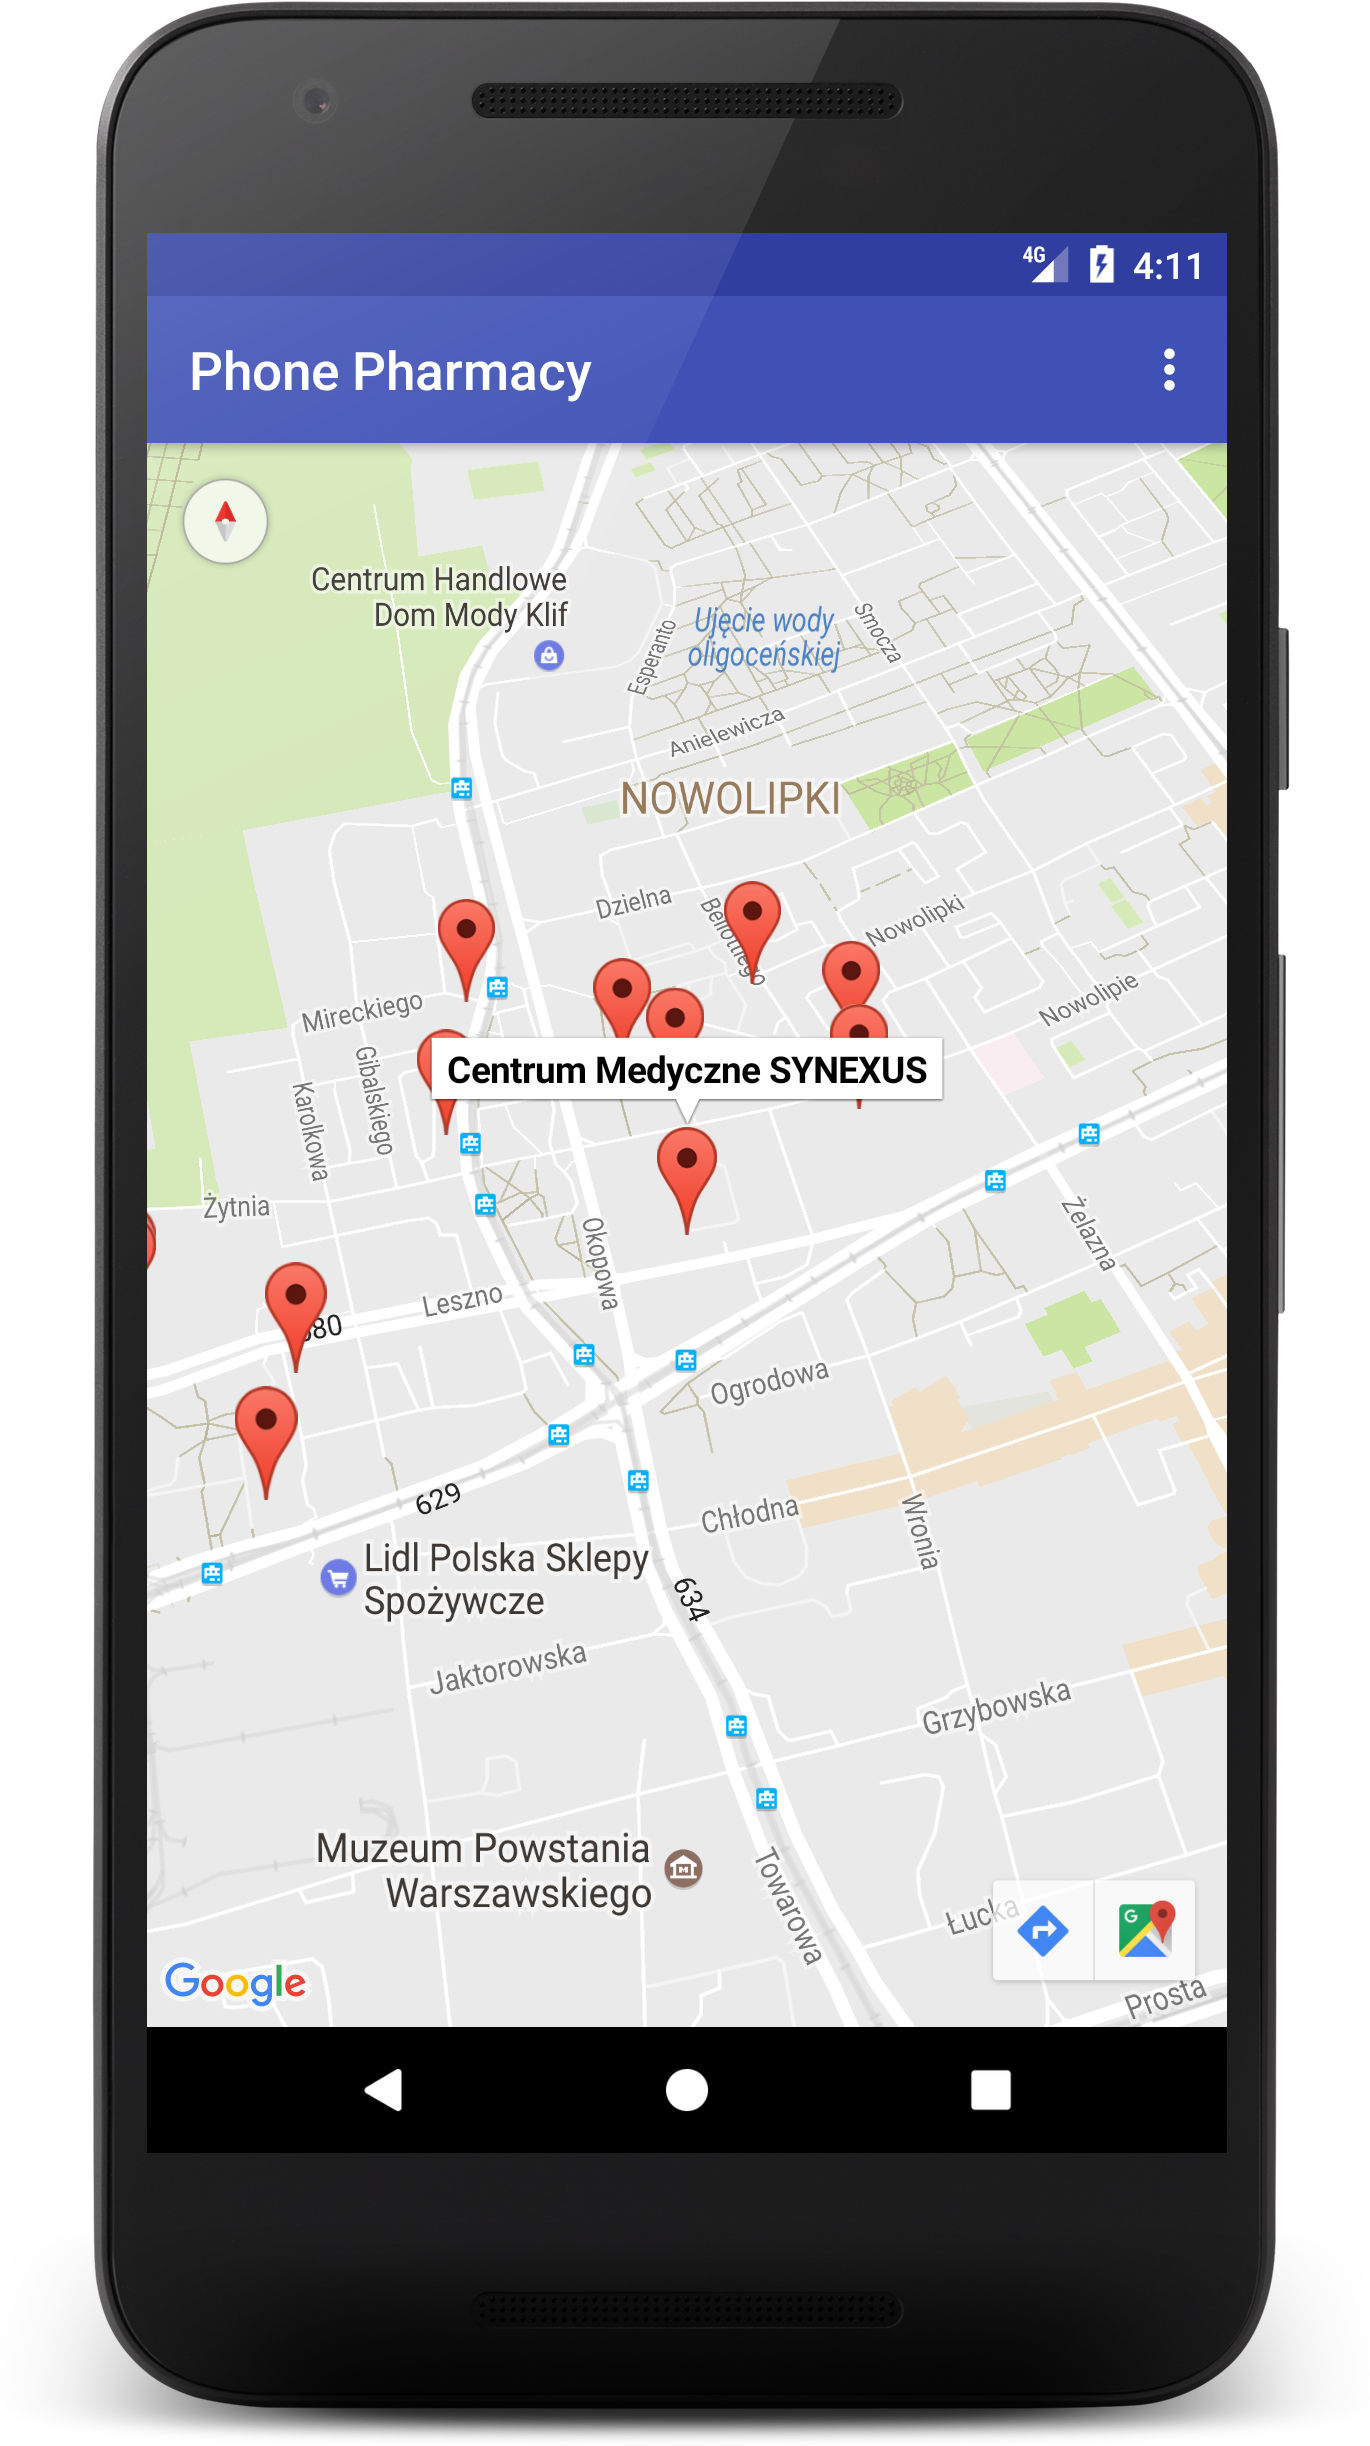 4G 4:11
Phone Pharmacy
Centrum Handlowe
Dom Mody Klif
Ujęcie wody
oligoceńskiej
Smocza
Esperanto
Anielewicza
NOWOLIPKI
Dzielna
Bellottiego
Nowolipki
Nowolipie
Mireckiego
Gibalskiego
Karolkowa
Centrum Medyczne SYNEXUS
Żytnia
Okopowa
Żelazna
Leszno
580
Ogrodowa
629
Chłodna
Wronia
Lidl Polska Sklepy
Spożywcze
634
Jaktorowska
Grzybowska
Muzeum Powstania
Warszawskiego
Towarowa
Łucka
G
Google
Prosta